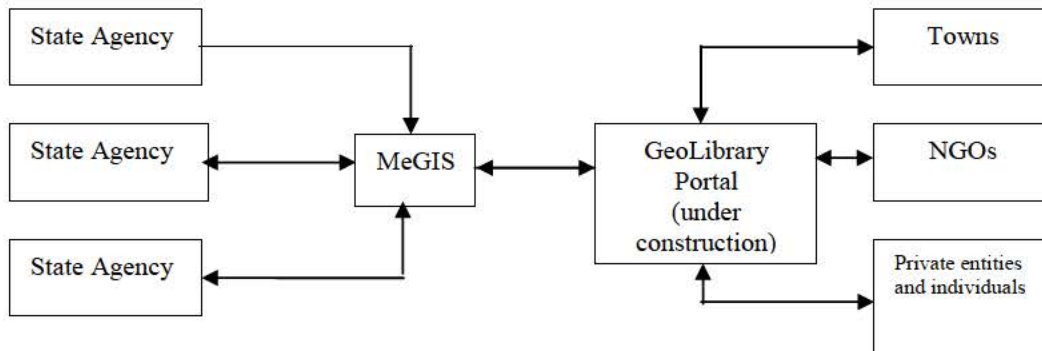 State Agency
State Agency
State Agency
MeGIS
GeoLibrary
Portal
(under
construction)
Towns
NGOs
Private entities
and individuals